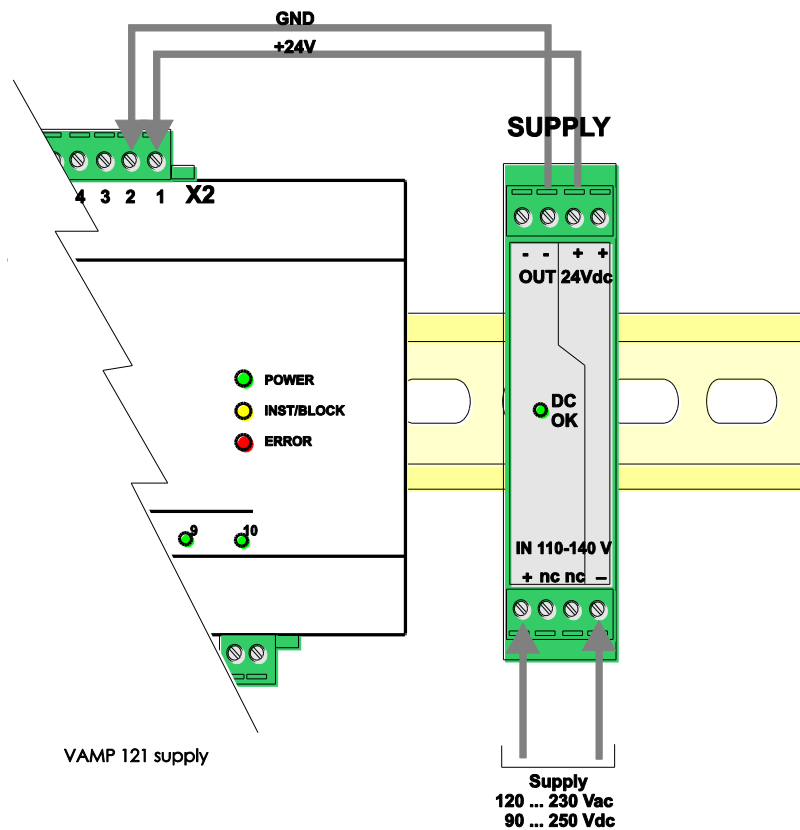 GND
+24V
SUPPLY
4 3 2 1 X2
- - + +
OUT 24Vdc
POWER
INST/BLOCK
ERROR
DC
OK
9 10
IN 110-140 V
+ nc nc –
VAMP 121 supply
Supply
120 ... 230 Vac
90 ... 250 Vdc